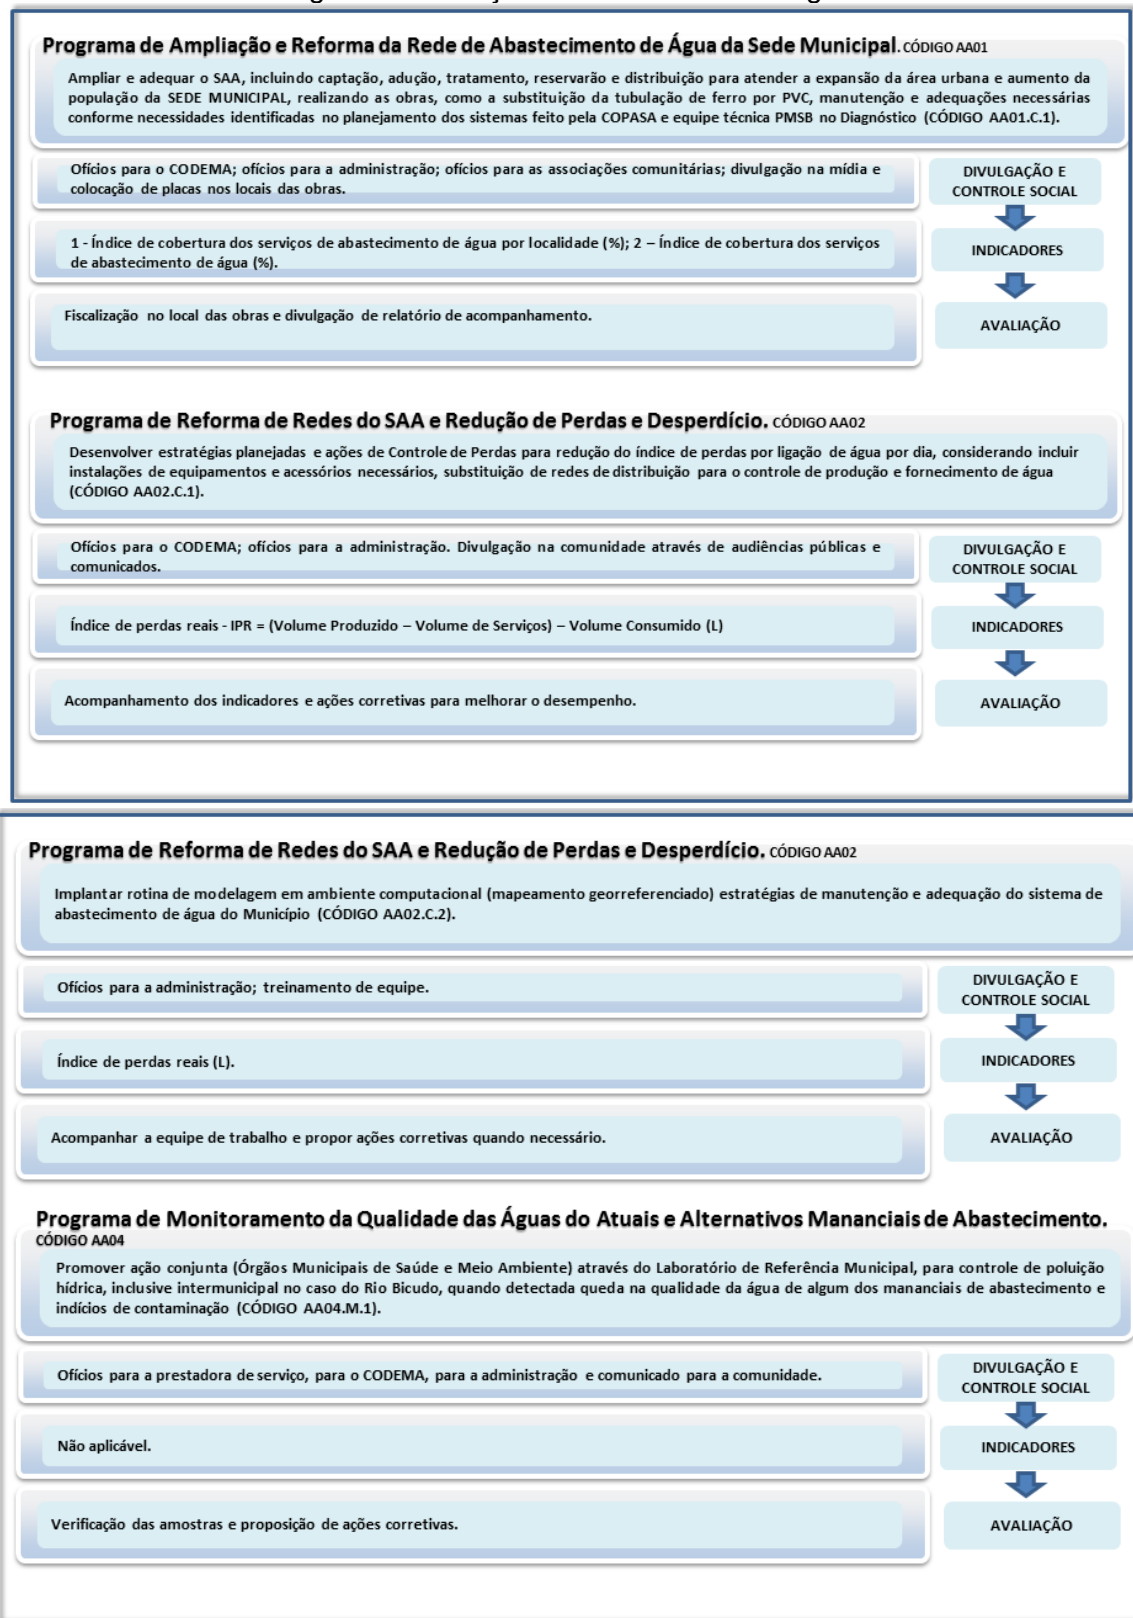 Programa de Ampliação e Reforma da Rede de Abastecimento de Água da Sede Municipal. CÓDIGO AA01
Ampliar e adequar o SAA, incluindo captação, adução, tratamento, reservarão e distribuição para atender a expansão da área urbana e aumento da
população da SEDE MUNICIPAL, realizando as obras, como a substituição da tubulação de ferro por PVC, manutenção e adequações necessárias
conforme necessidades identificadas no planejamento dos sistemas feito pela COPASA e equipe técnica PMSB no Diagnóstico (CÓDIGO AA01.C.1).
Ofícios para o CODEMA; ofícios para a administração; ofícios para as associações comunitárias; divulgação na mídia e
colocação de placas nos locais das obras.
DIVULGAÇÃO E
CONTROLE SOCIAL
1 - Índice de cobertura dos serviços de abastecimento de água por localidade (%); 2 – Índice de cobertura dos serviços
de abastecimento de água (%).
INDICADORES
Fiscalização no local das obras e divulgação de relatório de acompanhamento.
AVALIAÇÃO
Programa de Reforma de Redes do SAA e Redução de Perdas e Desperdício. CÓDIGO AA02
Desenvolver estratégias planejadas e ações de Controle de Perdas para redução do índice de perdas por ligação de água por dia, considerando incluir
instalações de equipamentos e acessórios necessários, substituição de redes de distribuição para o controle de produção e fornecimento de água
(CÓDIGO AA02.C.1).
Ofícios para o CODEMA; ofícios para a administração. Divulgação na comunidade através de audiências públicas e
comunicados.
DIVULGAÇÃO E
CONTROLE SOCIAL
Índice de perdas reais - IPR = (Volume Produzido – Volume de Serviços) – Volume Consumido (L)
INDICADORES
Acompanhamento dos indicadores e ações corretivas para melhorar o desempenho.
AVALIAÇÃO
Programa de Reforma de Redes do SAA e Redução de Perdas e Desperdício. CÓDIGO AA02
Implantar rotina de modelagem em ambiente computacional (mapeamento georreferenciado) estratégias de manutenção e adequação do sistema de
abastecimento de água do Município (CÓDIGO AA02.C.2).
Ofícios para a administração; treinamento de equipe.
DIVULGAÇÃO E
CONTROLE SOCIAL
Índice de perdas reais (L).
INDICADORES
Acompanhar a equipe de trabalho e propor ações corretivas quando necessário.
AVALIAÇÃO
Programa de Monitoramento da Qualidade das Águas do Atuais e Alternativos Mananciais de Abastecimento.
CÓDIGO AA04
Promover ação conjunta (Órgãos Municipais de Saúde e Meio Ambiente) através do Laboratório de Referência Municipal, para controle de poluição
hídrica, inclusive intermunicipal no caso do Rio Bicudo, quando detectada queda na qualidade da água de algum dos mananciais de abastecimento e
indícios de contaminação (CÓDIGO AA04.M.1).
Ofícios para a prestadora de serviço, para o CODEMA, para a administração e comunicado para a comunidade.
DIVULGAÇÃO E
CONTROLE SOCIAL
Não aplicável.
INDICADORES
Verificação das amostras e proposição de ações corretivas.
AVALIAÇÃO